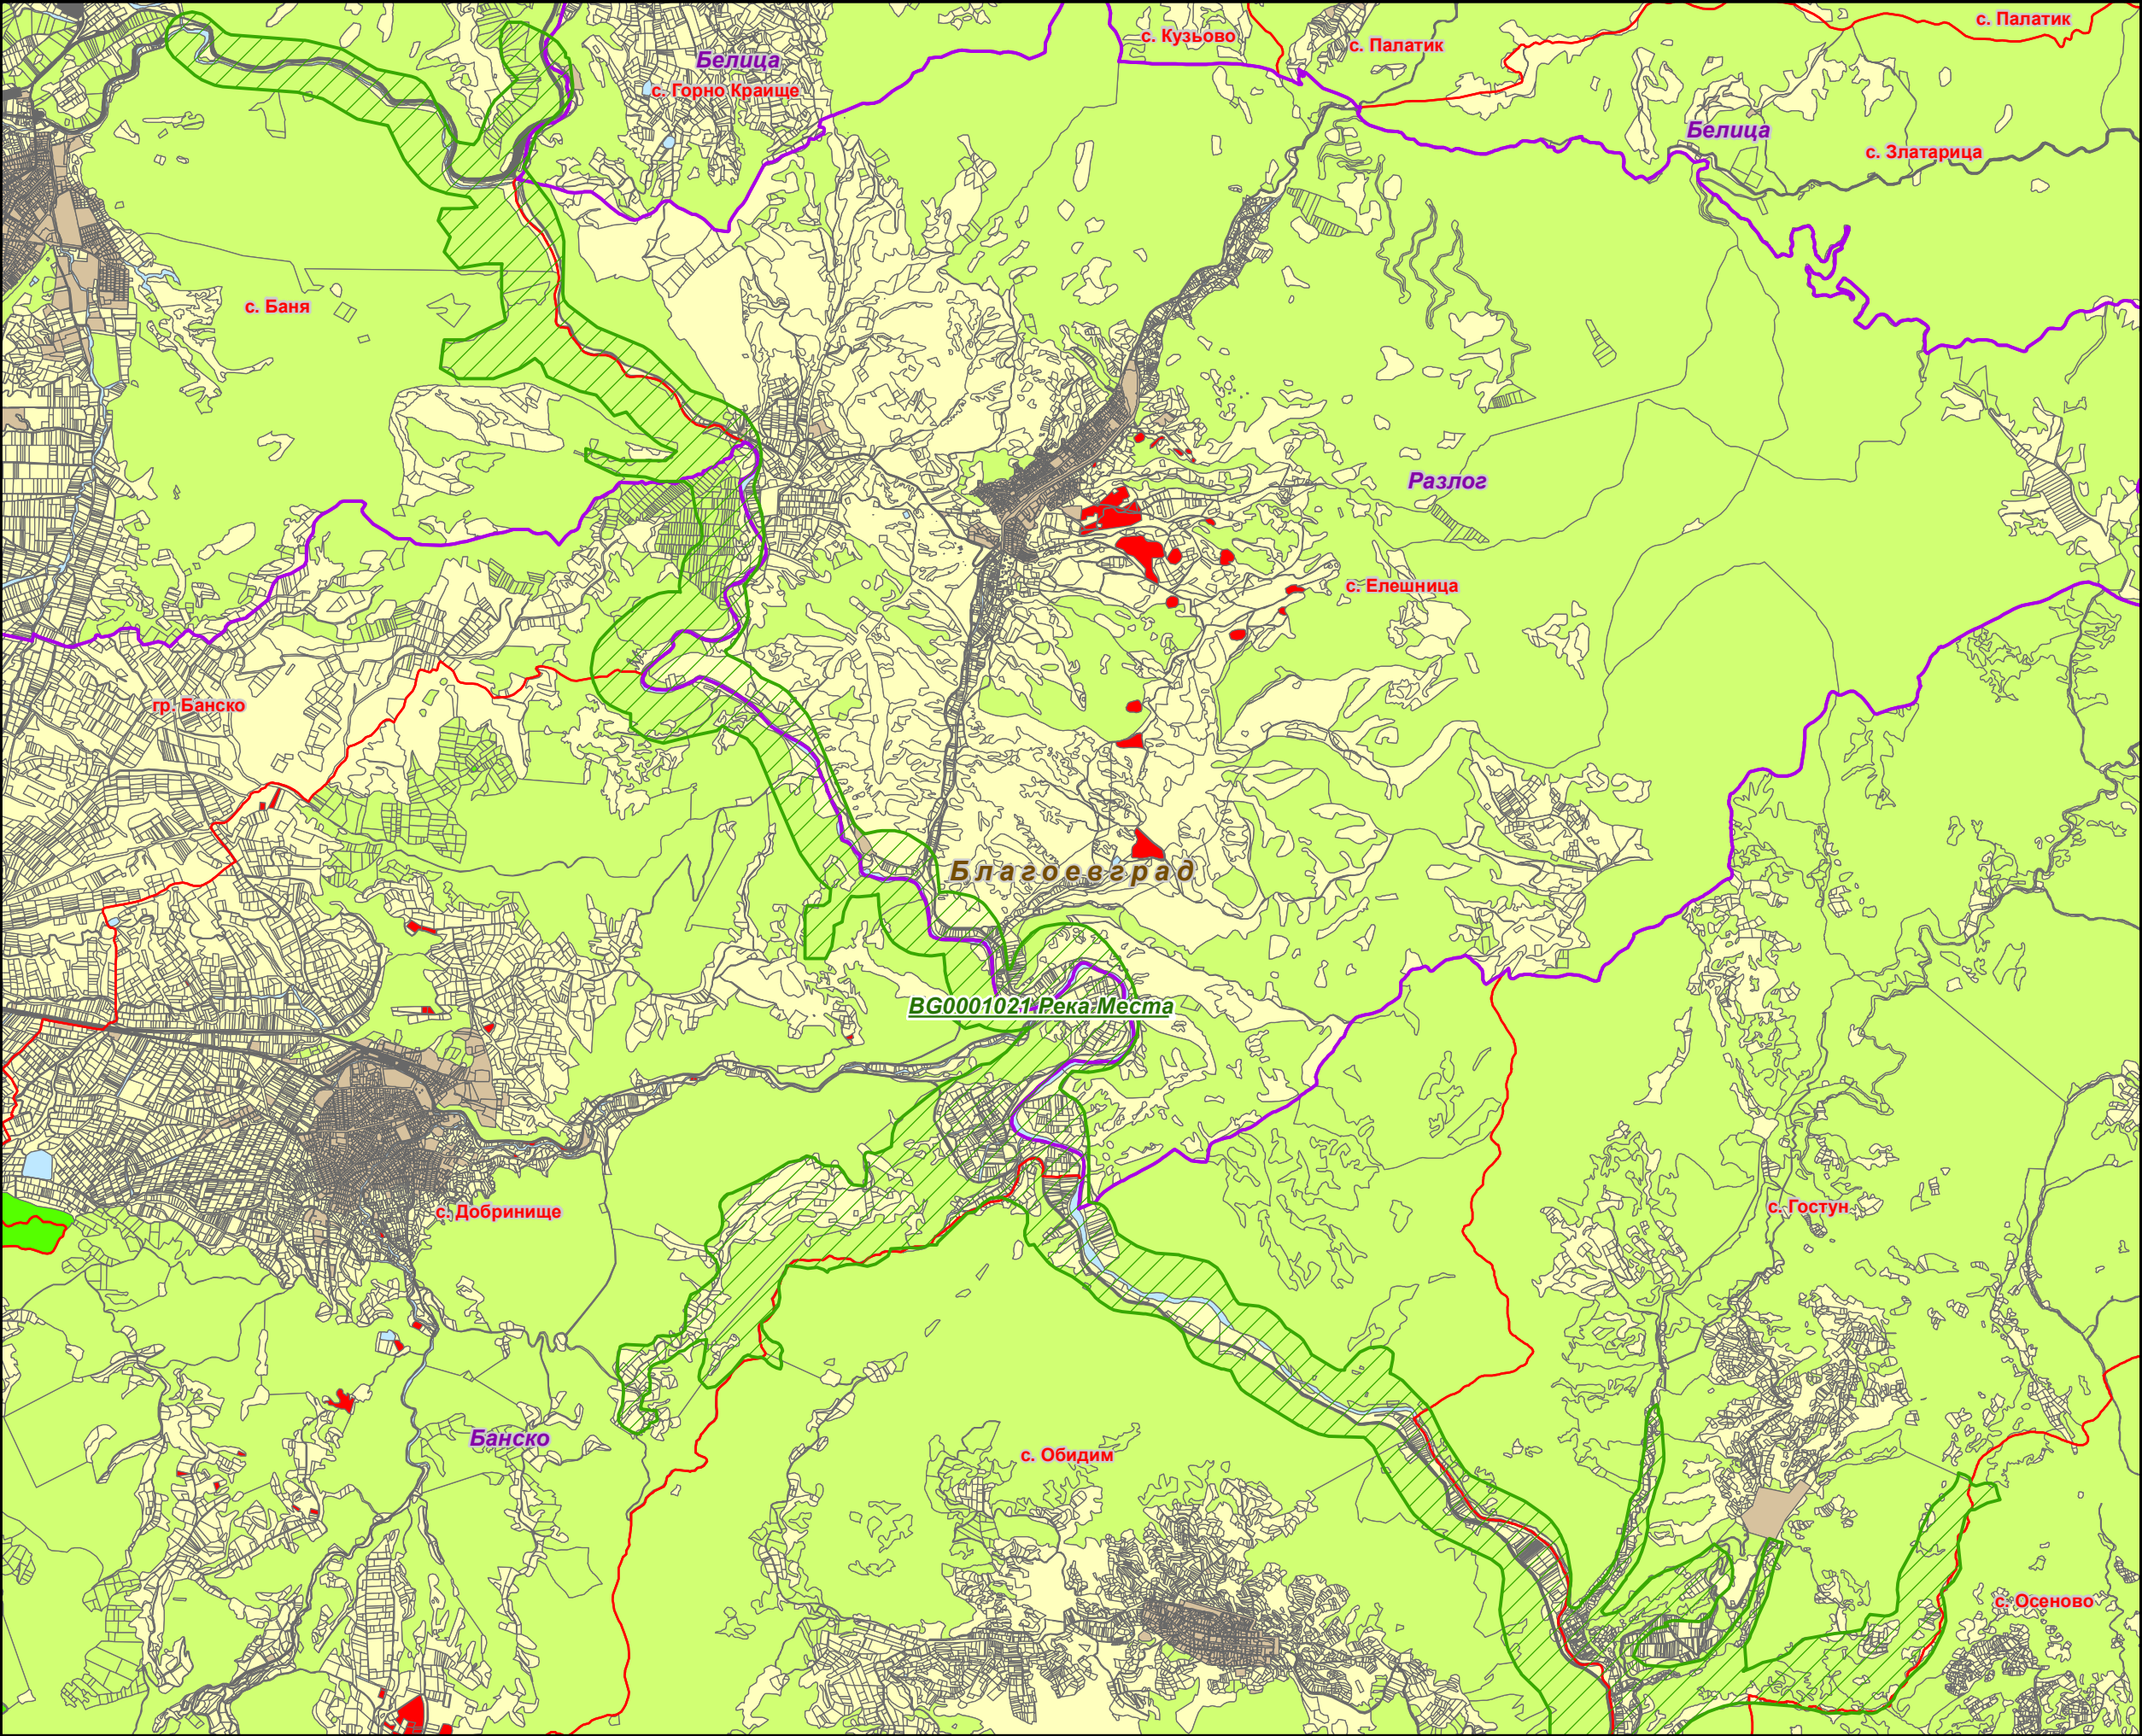 с. Палатик
с. Кузьово
с. Палатик
Белица
с. Горно Краище
Белица
с. Златарица
с. Баня
Разлог
с. Елешница
гр. Банско
Благоевград
BG0001021 Река Места
с. Добринище
с. Гостун
Банско
с. Обидим
с. Осеново